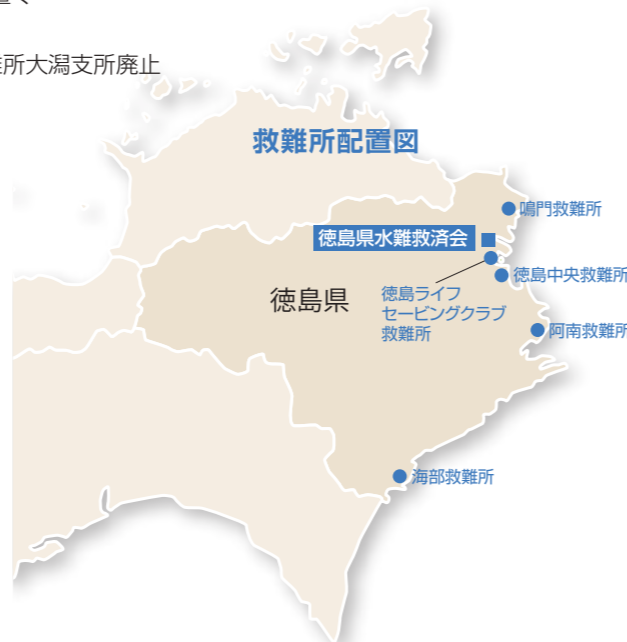 所大潟支所廃止
救難所配置図
鳴門救難所
徳島県水難救済会
徳島中央救難所
徳島県
徳島ライフ
セービングクラブ
救難所
阿南救難所
海部救難所